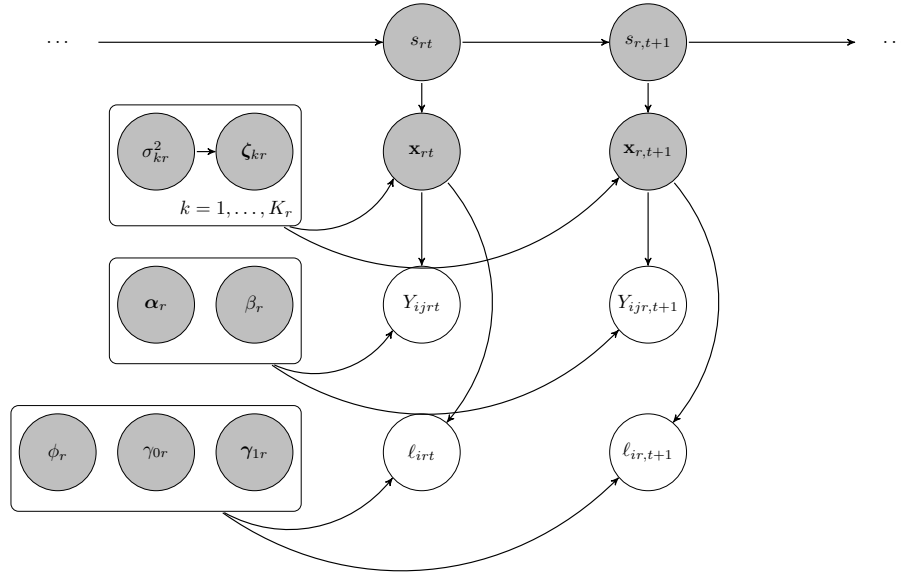 ⋯ s_{rt} s_{r,t+1} ⋯
σ²_{kr} ζ_{kr} x_{rt} x_{r,t+1}
k = 1, . . . , K_r
α_r β_r Y_{ijrt} Y_{ijr,t+1}
ϕ_r γ_{0r} γ_{1r} ℓ_{irt} ℓ_{ir,t+1}